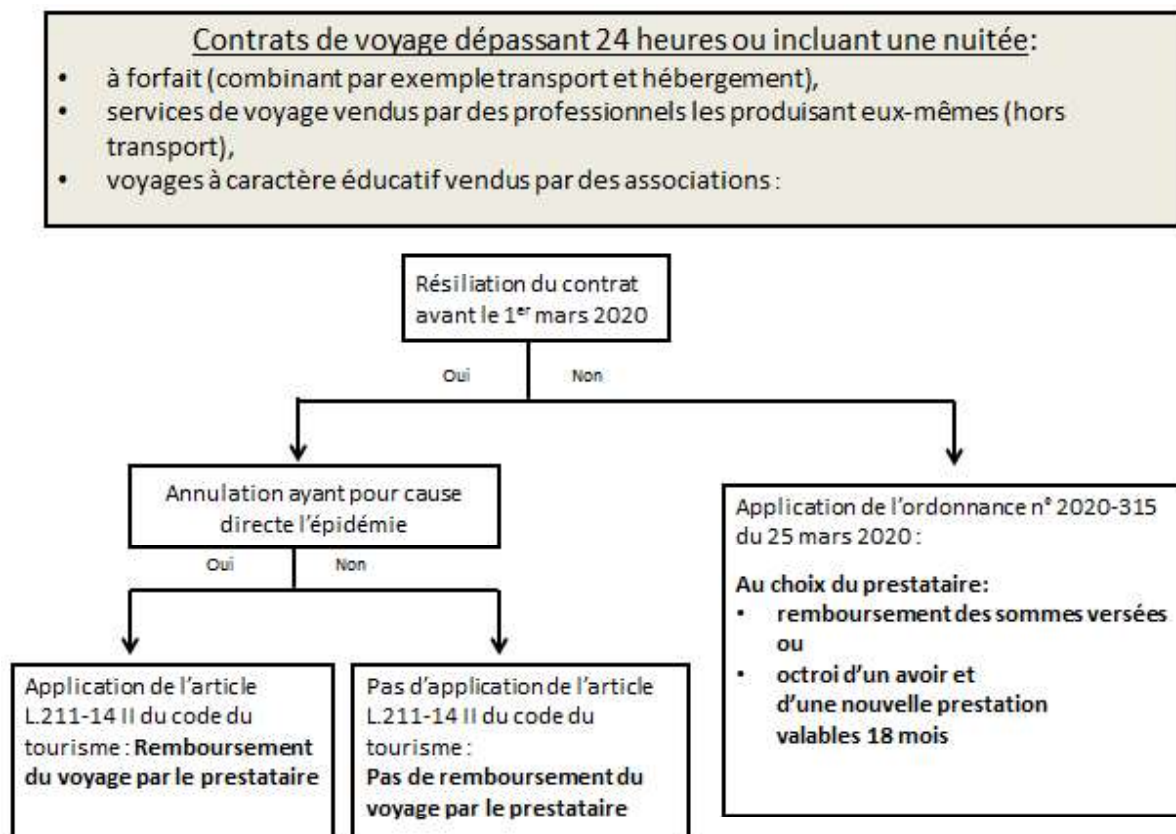 Contrats de voyage dépassant 24 heures ou incluant une nuitée:
• à forfait (combinant par exemple transport et hébergement),
• services de voyage vendus par des professionnels les produisant eux-mêmes (hors
transport),
• voyages à caractère éducatif vendus par des associations :
Résiliation du contrat
avant le 1er mars 2020
Oui Non
Annulation ayant pour cause
directe l'épidémie
Oui Non
Application de l'article
L.211-14 II du code du
tourisme : Remboursement
du voyage par le prestataire
Pas d'application de l'article
L.211-14 II du code du
tourisme :
Pas de remboursement du
voyage par le prestataire
Application de l'ordonnance n° 2020-315
du 25 mars 2020 :
Au choix du prestataire:
• remboursement des sommes versées
ou
• octroi d'un avoir et
d'une nouvelle prestation
valables 18 mois